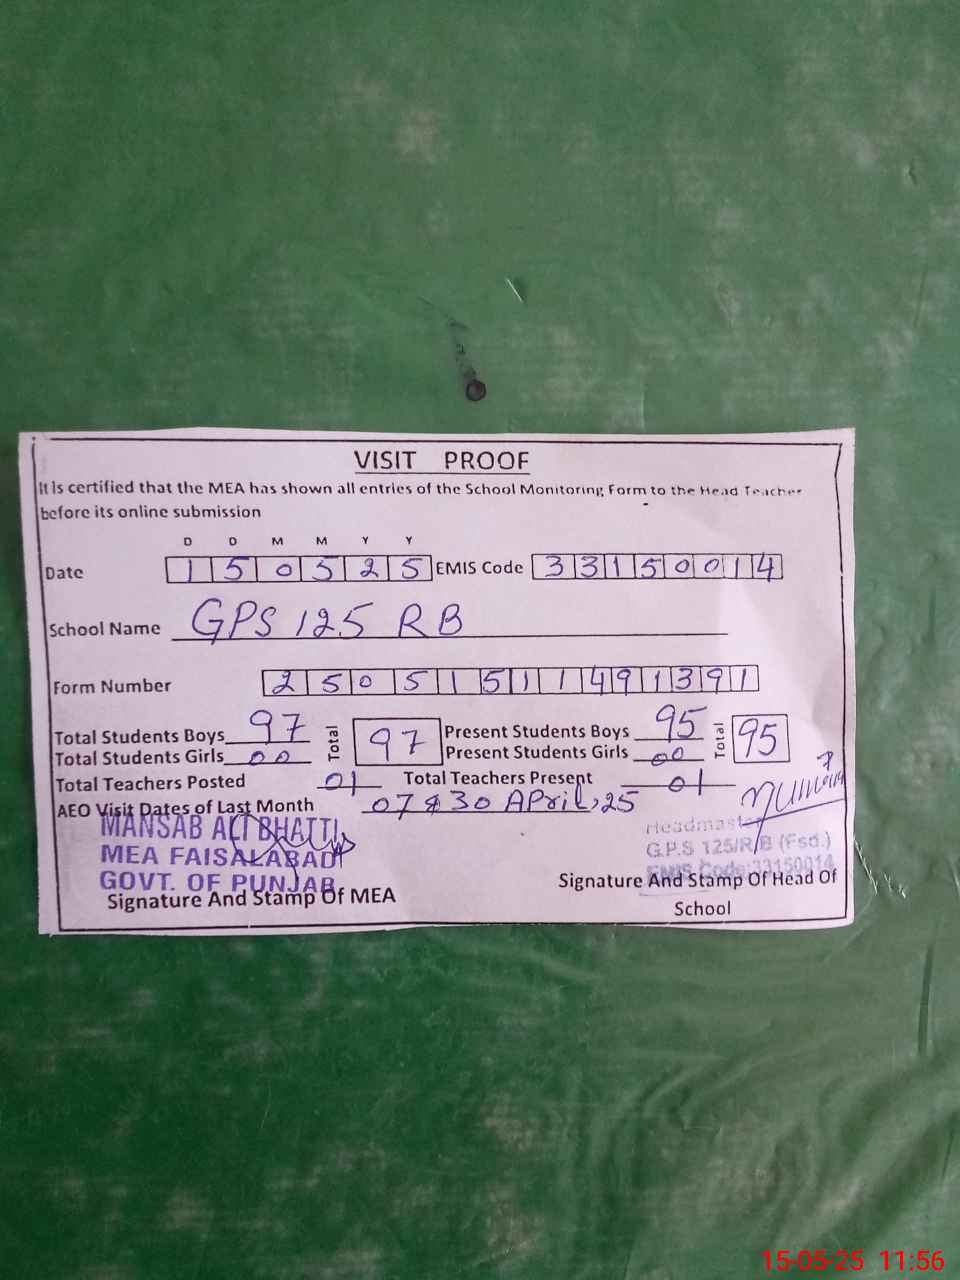 VISIT PROOF
It is certified that the MEA has shown all entries of the School Monitoring Form to the Head Teacher
before its online submission
D D M M Y Y
Date 1 5 0 5 2 5 EMIS Code 3 3 1 5 0 0 1 4
School Name GPS 125 RB
Form Number 2 5 0 5 1 5 1 1 4 9 1 3 9 1
Total Students Boys 97 Total 97 Present Students Boys 95 Total 95
Total Students Girls 00 Present Students Girls 00
Total Teachers Posted 01 Total Teachers Present 01
AEO Visit Dates of Last Month 07 & 30 APril, 25
MANSAB ALI BHATTI
MEA FAISALABAD
GOVT. OF PUNJAB
Signature And Stamp Of MEA
Headmaster
G.P.S 125/R/B (Fsd.)
EMIS Code:33150014
Signature And Stamp Of Head Of
School
15-05-25 11:56